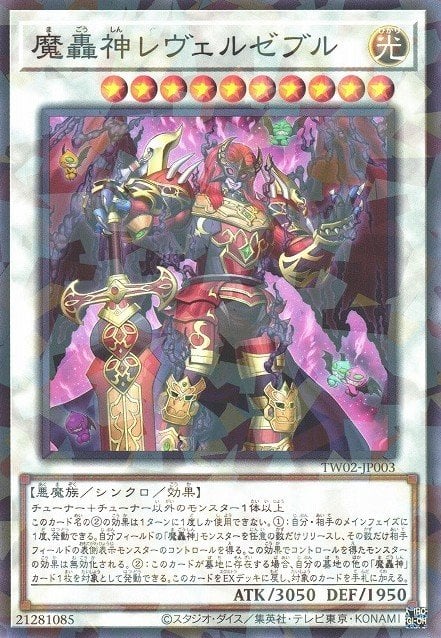 魔轟神レヴェルゼブル
光
TW02-JP003
【悪魔族/シンクロ/効果】
チューナー+チューナー以外のモンスター1体以上
このカード名の②の効果は1ターンに1度しか使用できない。①:自分・相手のメインフェイズに
1度、発動できる。自分フィールドの「魔轟神」モンスターを任意の数だけリリースし、その数だけ相手
フィールドの表側表示モンスターのコントロールを得る。この効果でコントロールを得たモンスター
の効果は無効化される。②:このカードが墓地に存在する場合、自分の墓地の他の「魔轟神」
カード1枚を対象として発動できる。このカードをEXデッキに戻し、対象のカードを手札に加える。
ATK/3050 DEF/1950
21281085
©スタジオ・ダイス/集英社・テレビ東京・KONAMI